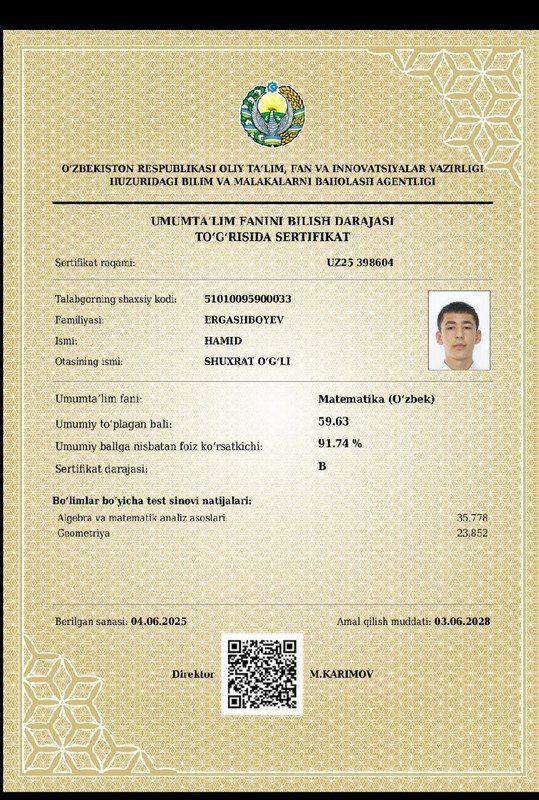 O‘ZBEKISTON RESPUBLIKASI OLIY TA’LIM, FAN VA INNOVATSIYALAR VAZIRLIGI
HUZURIDAGI BILIM VA MALAKALARNI BAHOLASH AGENTLIGI
UMUMTA’LIM FANINI BILISH DARAJASI
TO‘G‘RISIDA SERTIFIKAT
Sertifikat raqami: UZ25 398604
Talabgorning shaxsiy kodi: 51010095900033
Familiyasi: ERGASHBOYEV
Ismi: HAMID
Otasining ismi: SHUXRAT O‘G‘LI
Umumta’lim fani: Matematika (O‘zbek)
Umumiy to‘plagan bali: 59.63
Umumiy ballga nisbatan foiz ko‘rsatkichi: 91.74 %
Sertifikat darajasi: B
Bo‘limlar bo‘yicha test sinovi natijalari:
Algebra va matematik analiz asoslari 35.778
Geometriya 23.852
Berilgan sanasi: 04.06.2025 Amal qilish muddati: 03.06.2028
Direktor M.KARIMOV